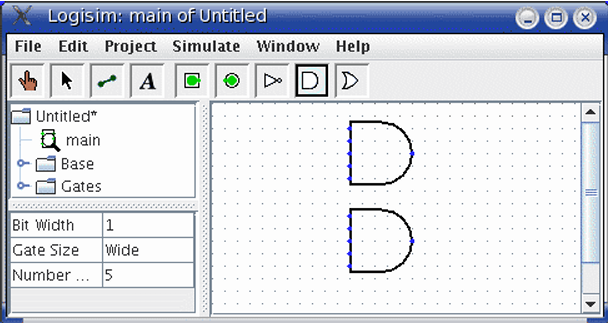 Logisim: main of Untitled
File Edit Project Simulate Window Help
A
Untitled*
main
Base
Gates
Bit Width 1
Gate Size Wide
Number ... 5